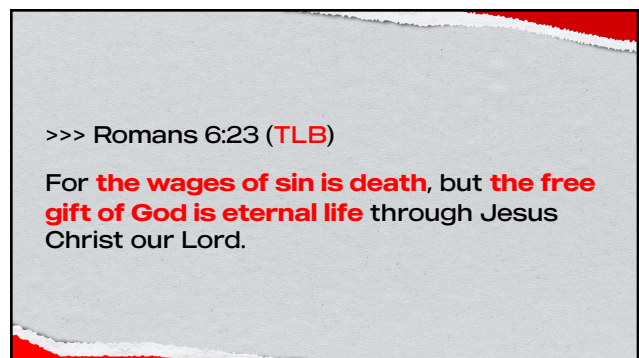 >>> Romans 6:23 (TLB)
For the wages of sin is death, but the free
gift of God is eternal life through Jesus
Christ our Lord.